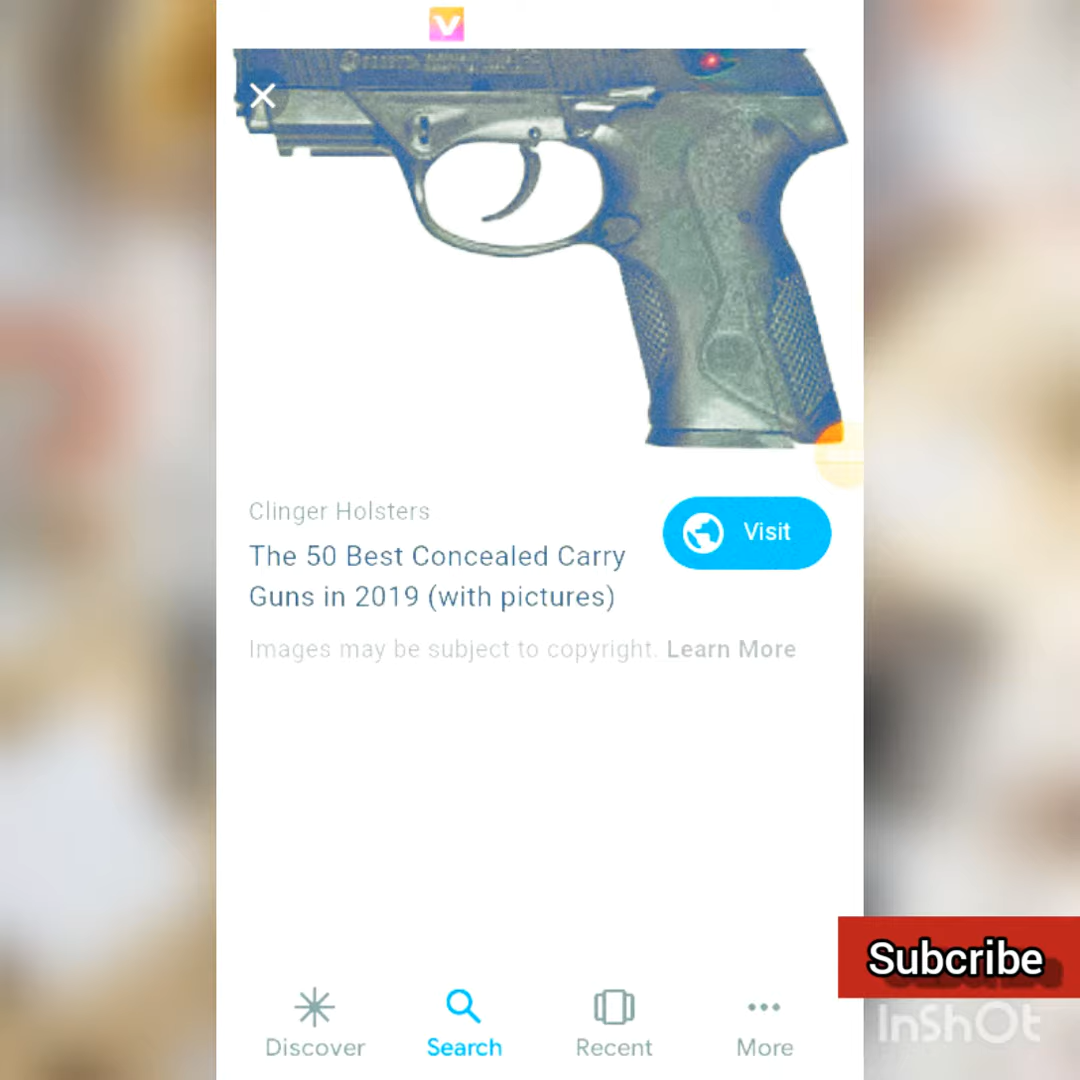 V
Clinger Holsters
Visit
The 50 Best Concealed Carry
Guns in 2019 (with pictures)
Images may be subject to copyright. Learn More
Subcribe
InShOt
Discover
Search
Recent
More